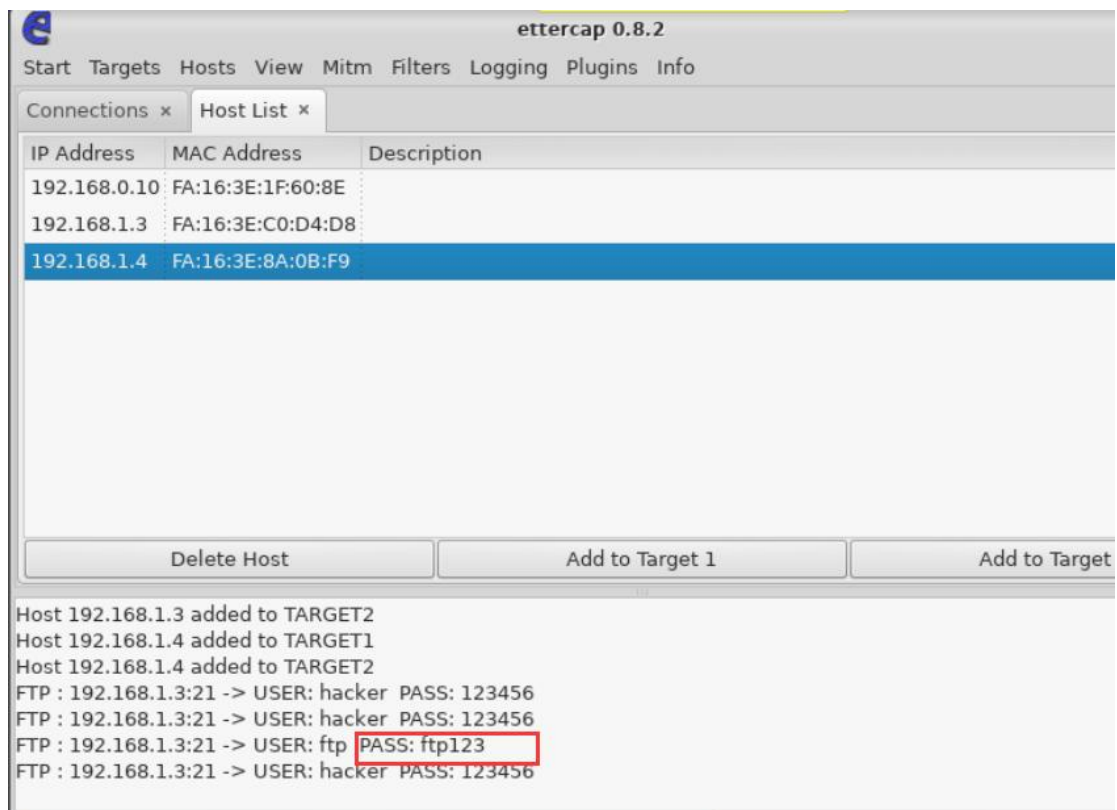 ettercap 0.8.2
Start Targets Hosts View Mitm Filters Logging Plugins Info
Connections × Host List ×
IP Address MAC Address Description
192.168.0.10 FA:16:3E:1F:60:8E
192.168.1.3 FA:16:3E:C0:D4:D8
192.168.1.4 FA:16:3E:8A:0B:F9
Delete Host Add to Target 1 Add to Target
Host 192.168.1.3 added to TARGET2
Host 192.168.1.4 added to TARGET1
Host 192.168.1.4 added to TARGET2
FTP : 192.168.1.3:21 -> USER: hacker PASS: 123456
FTP : 192.168.1.3:21 -> USER: hacker PASS: 123456
FTP : 192.168.1.3:21 -> USER: ftp PASS: ftp123
FTP : 192.168.1.3:21 -> USER: hacker PASS: 123456